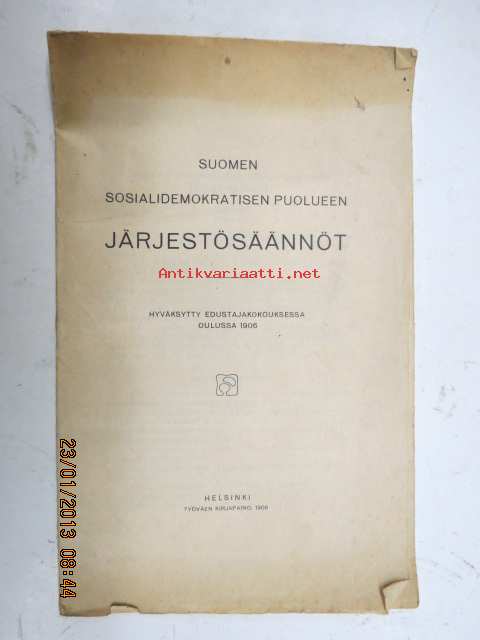 SUOMEN
SOSIALIDEMOKRATISEN PUOLUEEN
JÄRJESTÖSÄÄNNÖT
Antikvariaatti.net
HYVÄKSYTTY EDUSTAJAKOKOUKSESSA
OULUSSA 1906
HELSINKI
TYÖVÄEN KIRJAPAINO, 1906
23/01/2013 08:44